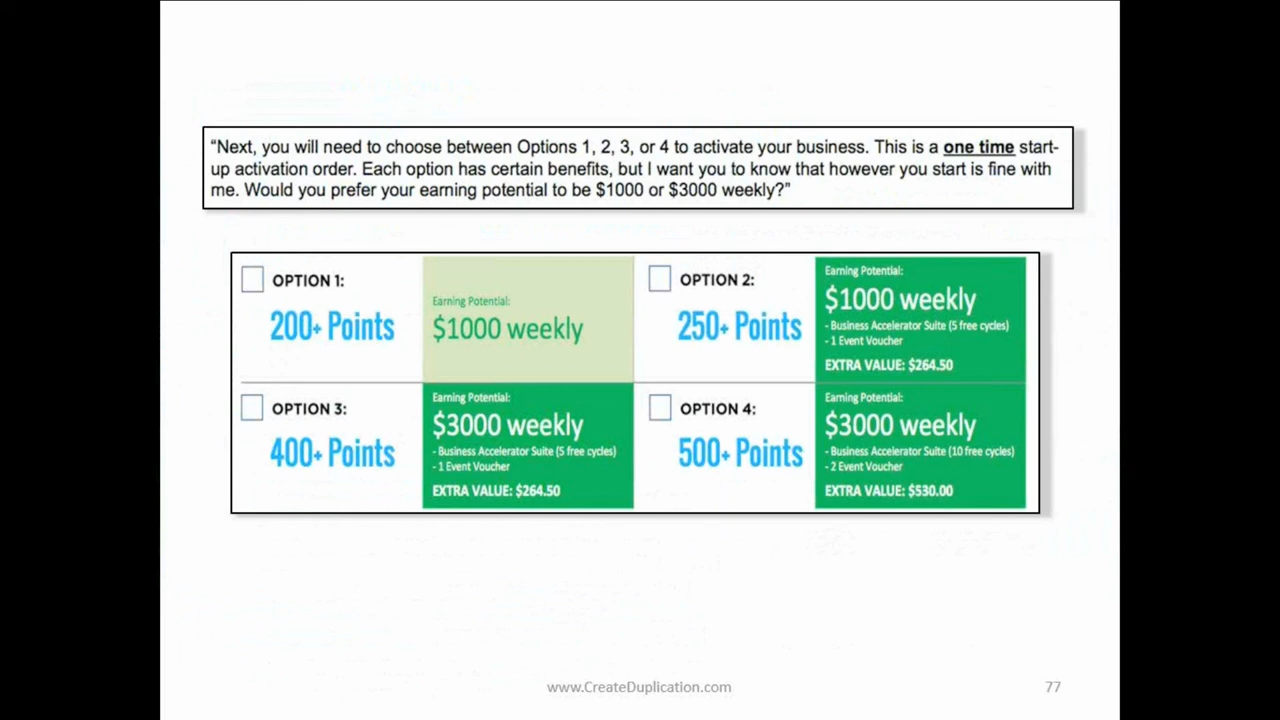 “Next, you will need to choose between Options 1, 2, 3, or 4 to activate your business. This is a one time start-
up activation order. Each option has certain benefits, but I want you to know that however you start is fine with
me. Would you prefer your earning potential to be $1000 or $3000 weekly?”
OPTION 1:
200+ Points
Earning Potential:
$1000 weekly
OPTION 2:
250+ Points
Earning Potential:
$1000 weekly
- Business Accelerator Suite (5 free cycles)
- 1 Event Voucher
EXTRA VALUE: $264.50
OPTION 3:
400+ Points
Earning Potential:
$3000 weekly
- Business Accelerator Suite (5 free cycles)
- 1 Event Voucher
EXTRA VALUE: $264.50
OPTION 4:
500+ Points
Earning Potential:
$3000 weekly
- Business Accelerator Suite (10 free cycles)
- 2 Event Voucher
EXTRA VALUE: $530.00
www.CreateDuplication.com
77